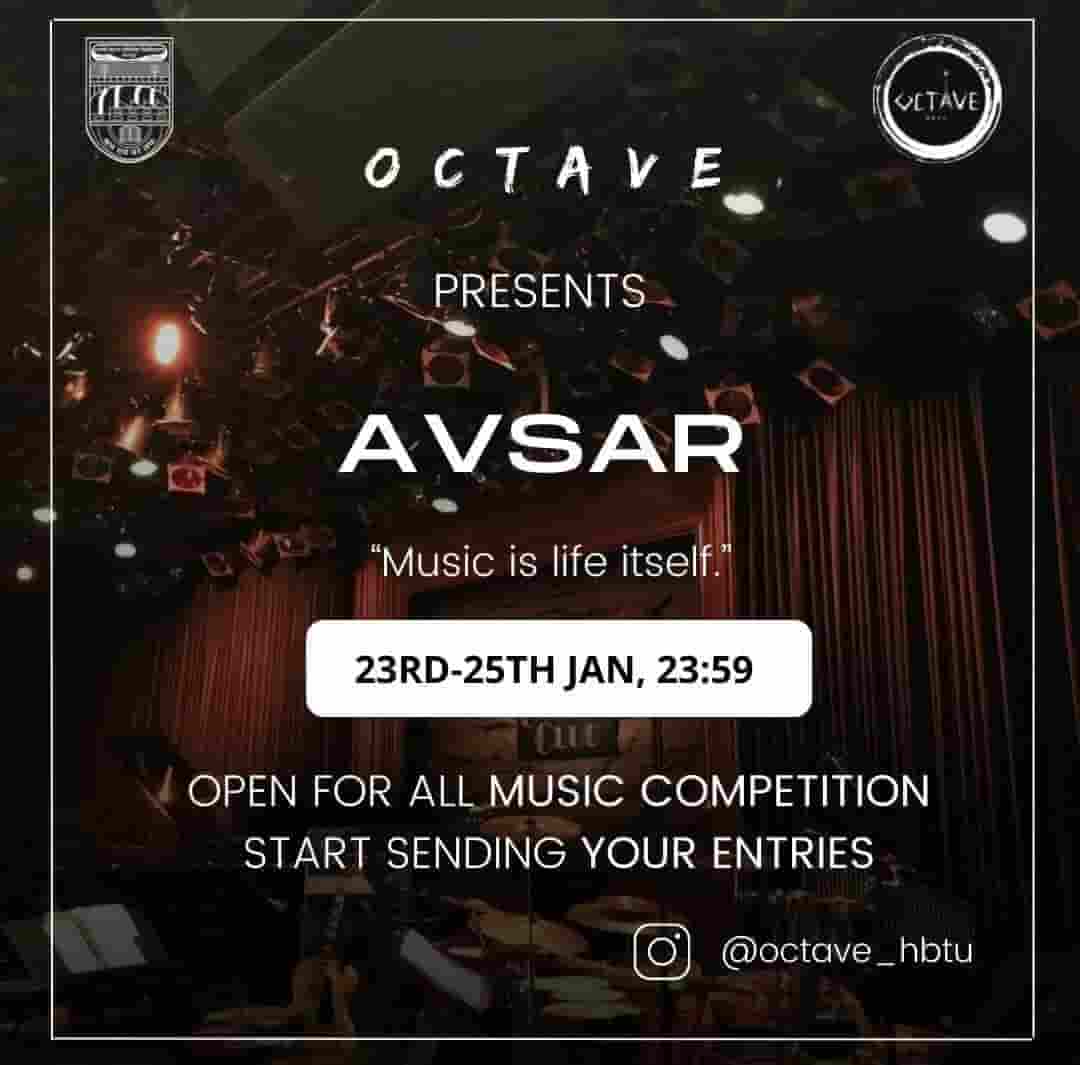 OCTAVE
OCTAVE
PRESENTS
AVSAR
“Music is life itself.”
23RD-25TH JAN, 23:59
OPEN FOR ALL MUSIC COMPETITION
START SENDING YOUR ENTRIES
@octave_hbtu